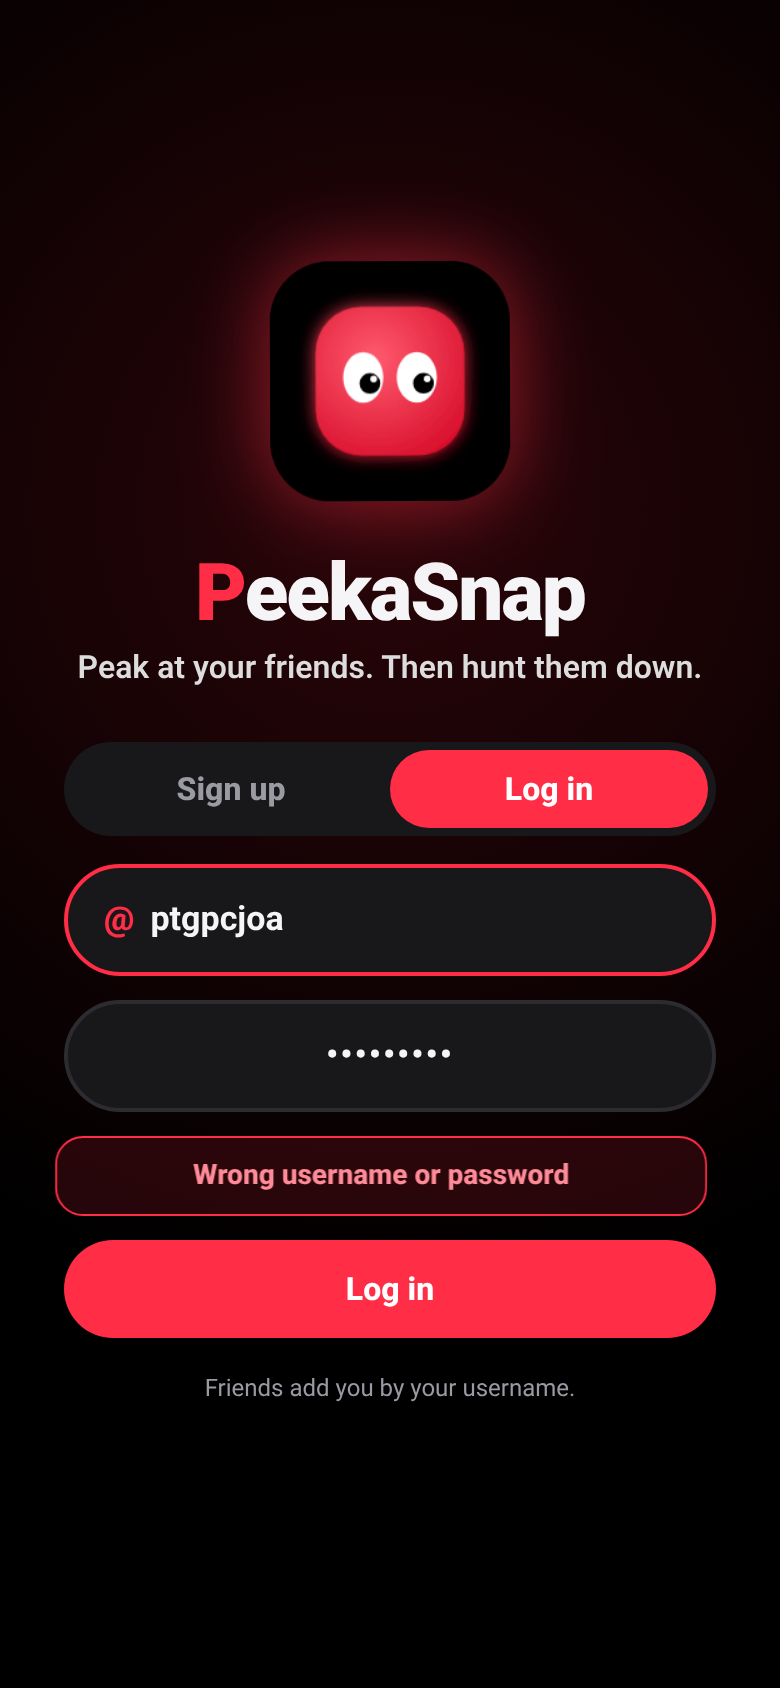 PeekaSnap
Peak at your friends. Then hunt them down.
Sign up
Log in
@ ptgpcjoa
•••••••••
Wrong username or password
Log in
Friends add you by your username.